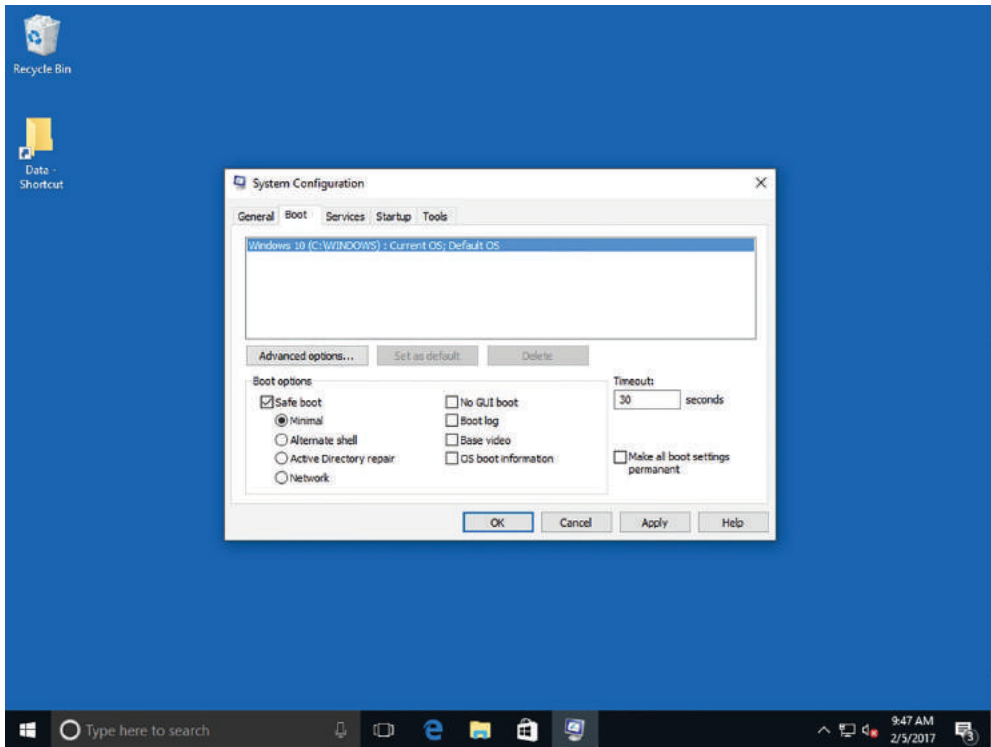 Recycle Bin
Data -
Shortcut
System Configuration
General Boot Services Startup Tools
Windows 10 (C:\WINDOWS) : Current OS; Default OS
Advanced options... Set as default Delete
Boot options
Timeout:
Safe boot
No GUI boot
30 seconds
Minimal
Boot log
Alternate shell
Base video
Active Directory repair
OS boot information
Make all boot settings
permanent
Network
OK Cancel Apply Help
Type here to search
9:47 AM
2/5/2017
3